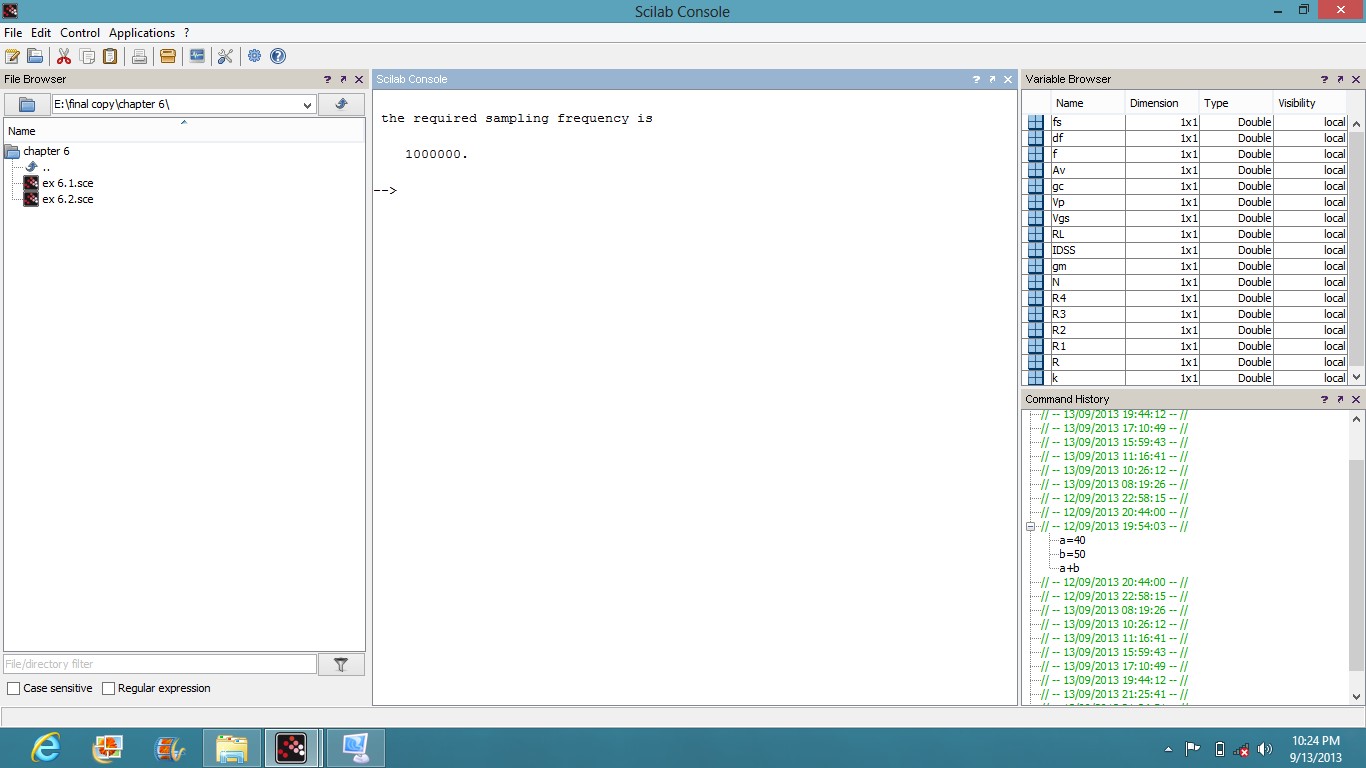 Scilab Console
File Edit Control Applications ?
File Browser
E:\final copy\chapter 6\
Name
chapter 6
..
ex 6.1.sce
ex 6.2.sce
File/directory filter
Case sensitive Regular expression
Scilab Console
the required sampling frequency is
1000000.
-->
Variable Browser
Name Dimension Type Visibility
fs 1x1 Double local
df 1x1 Double local
f 1x1 Double local
Av 1x1 Double local
gc 1x1 Double local
Vp 1x1 Double local
Vgs 1x1 Double local
RL 1x1 Double local
IDSS 1x1 Double local
gm 1x1 Double local
N 1x1 Double local
R4 1x1 Double local
R3 1x1 Double local
R2 1x1 Double local
R1 1x1 Double local
R 1x1 Double local
k 1x1 Double local
Command History
// -- 13/09/2013 19:44:12 -- //
// -- 13/09/2013 17:10:49 -- //
// -- 13/09/2013 15:59:43 -- //
// -- 13/09/2013 11:16:41 -- //
// -- 13/09/2013 10:26:12 -- //
// -- 13/09/2013 08:19:26 -- //
// -- 12/09/2013 22:58:15 -- //
// -- 12/09/2013 20:44:00 -- //
// -- 12/09/2013 19:54:03 -- //
a=40
b=50
a+b
// -- 12/09/2013 20:44:00 -- //
// -- 12/09/2013 22:58:15 -- //
// -- 13/09/2013 08:19:26 -- //
// -- 13/09/2013 10:26:12 -- //
// -- 13/09/2013 11:16:41 -- //
// -- 13/09/2013 15:59:43 -- //
// -- 13/09/2013 17:10:49 -- //
// -- 13/09/2013 19:44:12 -- //
// -- 13/09/2013 21:25:41 -- //
10:24 PM
9/13/2013